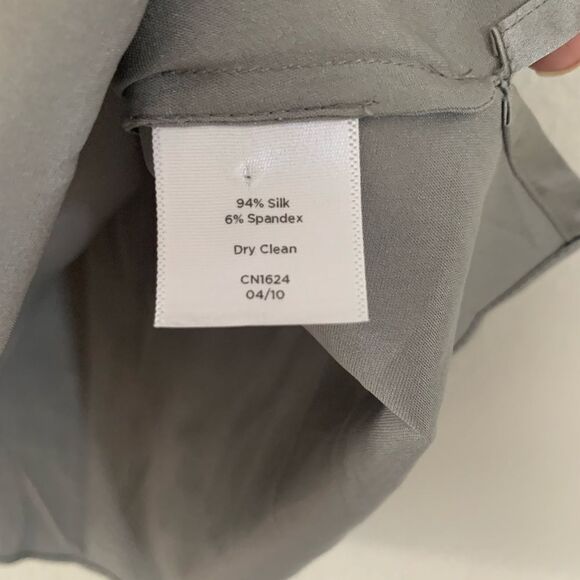 94% Silk
6% Spandex
Dry Clean
CN1624
04/10